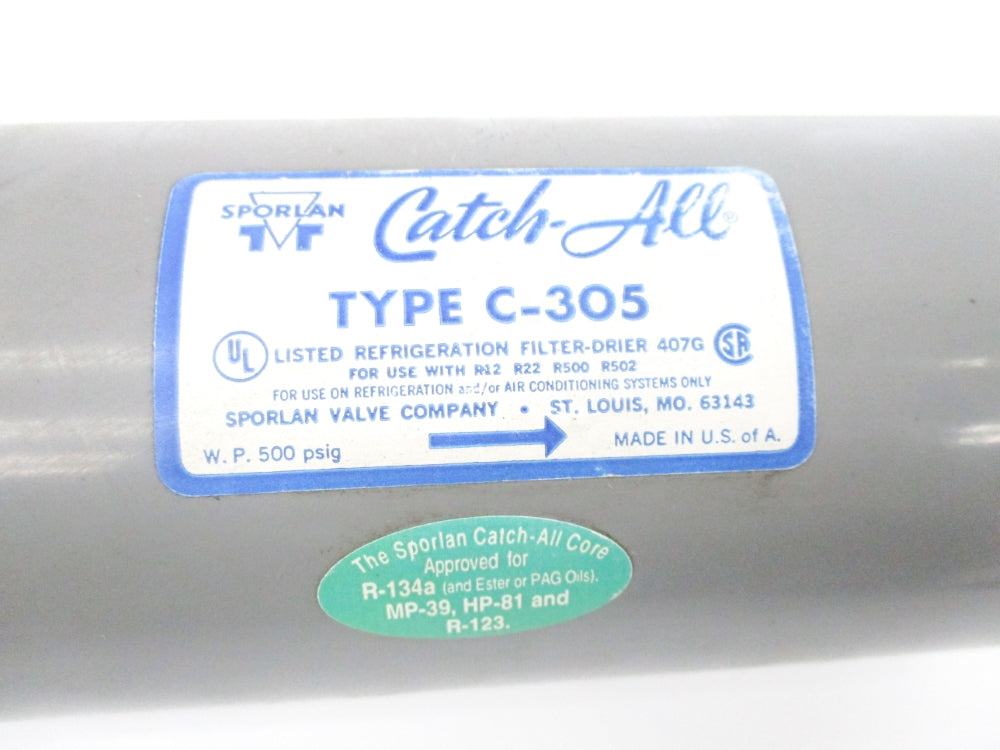 SPORLAN
Catch-All®
TYPE C-305
UL LISTED REFRIGERATION FILTER-DRIER 407G SA
FOR USE WITH R12 R22 R500 R502
FOR USE ON REFRIGERATION and/or AIR CONDITIONING SYSTEMS ONLY
SPORLAN VALVE COMPANY • ST. LOUIS, MO. 63143
W. P. 500 psig MADE IN U.S. of A.
The Sporlan Catch-All Core
Approved for
R-134a (and Ester or PAG Oils),
MP-39, HP-81 and
R-123.